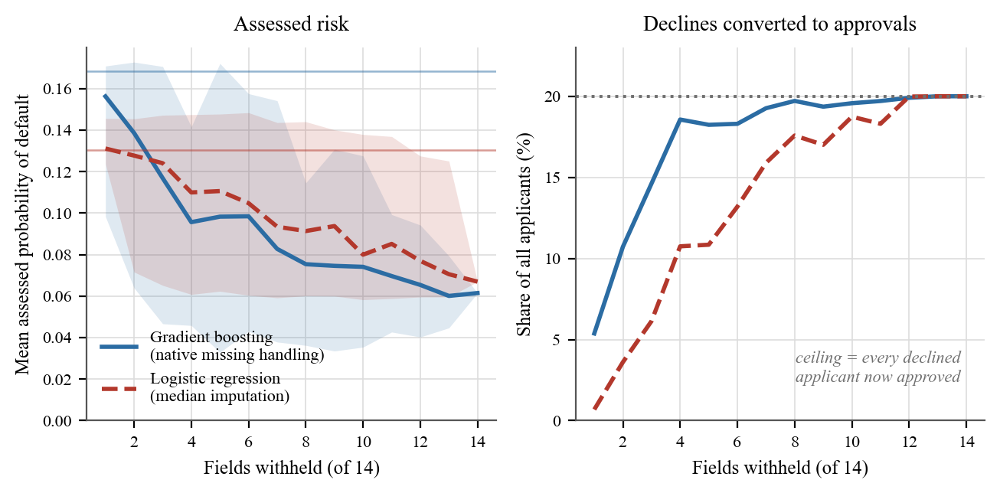 Assessed risk
Mean assessed probability of default
0.16
0.14
0.12
0.10
0.08
0.06
0.04
0.02
0.00
Gradient boosting
(native missing handling)
Logistic regression
(median imputation)
2 4 6 8 10 12 14
Fields withheld (of 14)
Declines converted to approvals
Share of all applicants (%)
20
15
10
5
0
ceiling = every declined
applicant now approved
2 4 6 8 10 12 14
Fields withheld (of 14)